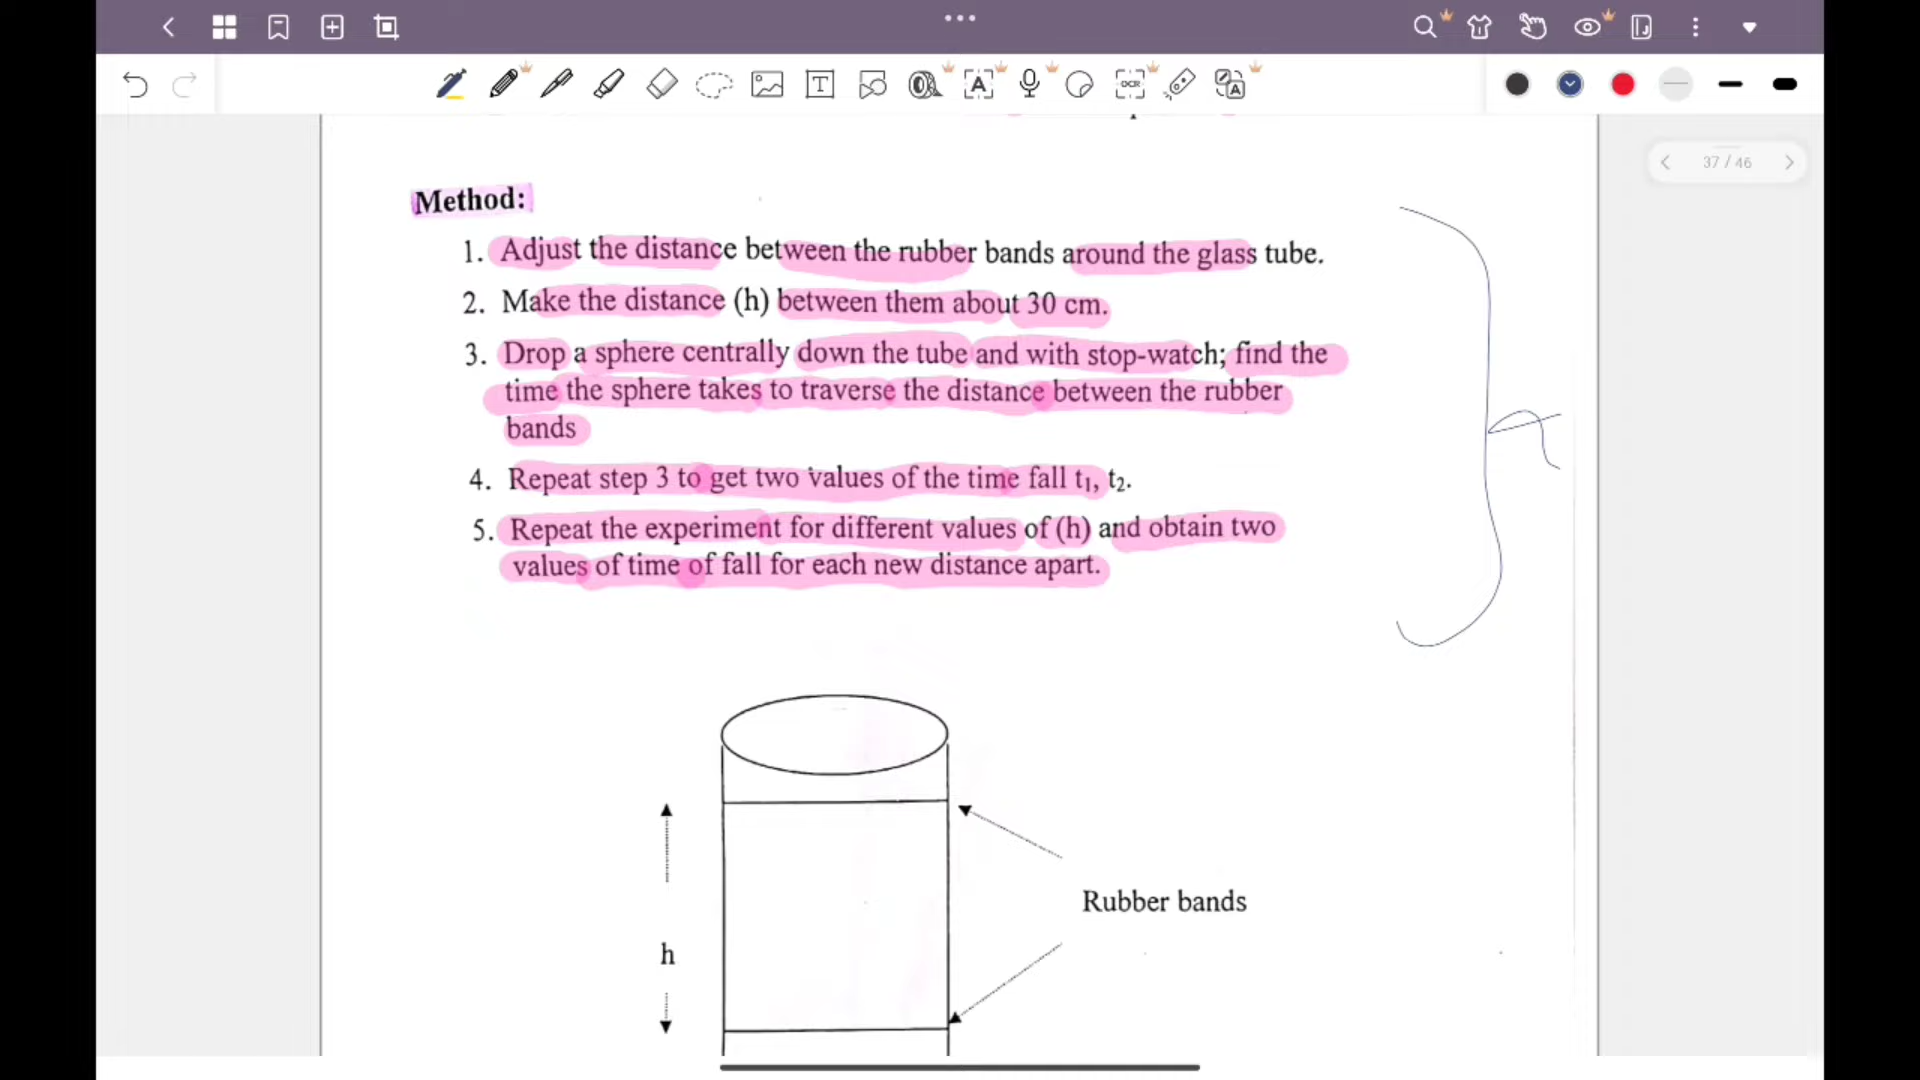 37 / 46
Method:
1. Adjust the distance between the rubber bands around the glass tube.
2. Make the distance (h) between them about 30 cm.
3. Drop a sphere centrally down the tube and with stop-watch; find the
time the sphere takes to traverse the distance between the rubber
bands
4. Repeat step 3 to get two values of the time fall t₁, t₂.
5. Repeat the experiment for different values of (h) and obtain two
values of time of fall for each new distance apart.
Rubber bands
h